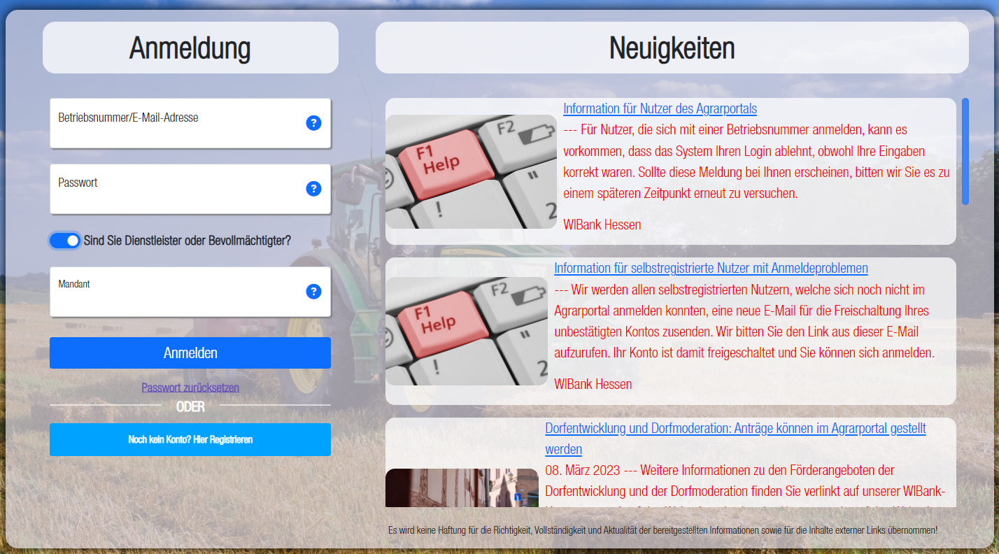 Anmeldung
Betriebsnummer/E-Mail-Adresse
?
Passwort
?
Sind Sie Dienstleister oder Bevollmächtigter?
Mandant
?
Anmelden
Passwort zurücksetzen
ODER
Noch kein Konto? Hier Registrieren
Neuigkeiten
F1
Help
F2
!
"
2
Information für Nutzer des Agrarportals
--- Für Nutzer, die sich mit einer Betriebsnummer anmelden, kann es
vorkommen, dass das System Ihren Login ablehnt, obwohl Ihre Eingaben
korrekt waren. Sollte diese Meldung bei Ihnen erscheinen, bitten wir Sie es zu
einem späteren Zeitpunkt erneut zu versuchen.
WIBank Hessen
F1
Help
F2
!
"
2
Information für selbstregistrierte Nutzer mit Anmeldeproblemen
--- Wir werden allen selbstregistrierten Nutzern, welche sich noch nicht im
Agrarportal anmelden konnten, eine neue E-Mail für die Freischaltung Ihres
unbestätigten Kontos zusenden. Wir bitten Sie den Link aus dieser E-Mail
aufzurufen. Ihr Konto ist damit freigeschaltet und Sie können sich anmelden.
WIBank Hessen
Dorfentwicklung und Dorfmoderation: Anträge können im Agrarportal gestellt
werden
08. März 2023 --- Weitere Informationen zu den Förderangeboten der
Dorfentwicklung und der Dorfmoderation finden Sie verlinkt auf unserer WIBank-
Es wird keine Haftung für die Richtigkeit, Vollständigkeit und Aktualität der bereitgestellten Informationen sowie für die Inhalte externer Links übernommen!